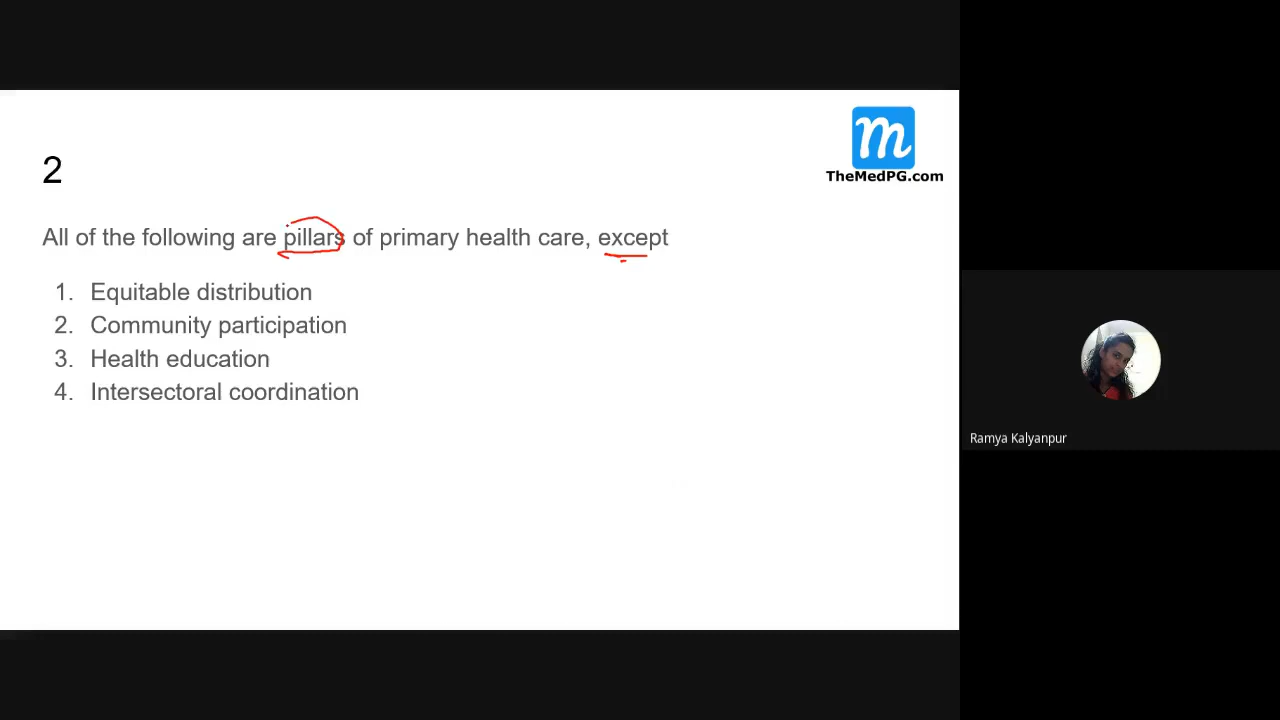 m
TheMedPG.com
2
All of the following are pillars of primary health care, except
1. Equitable distribution
2. Community participation
3. Health education
4. Intersectoral coordination
Ramya Kalyanpur